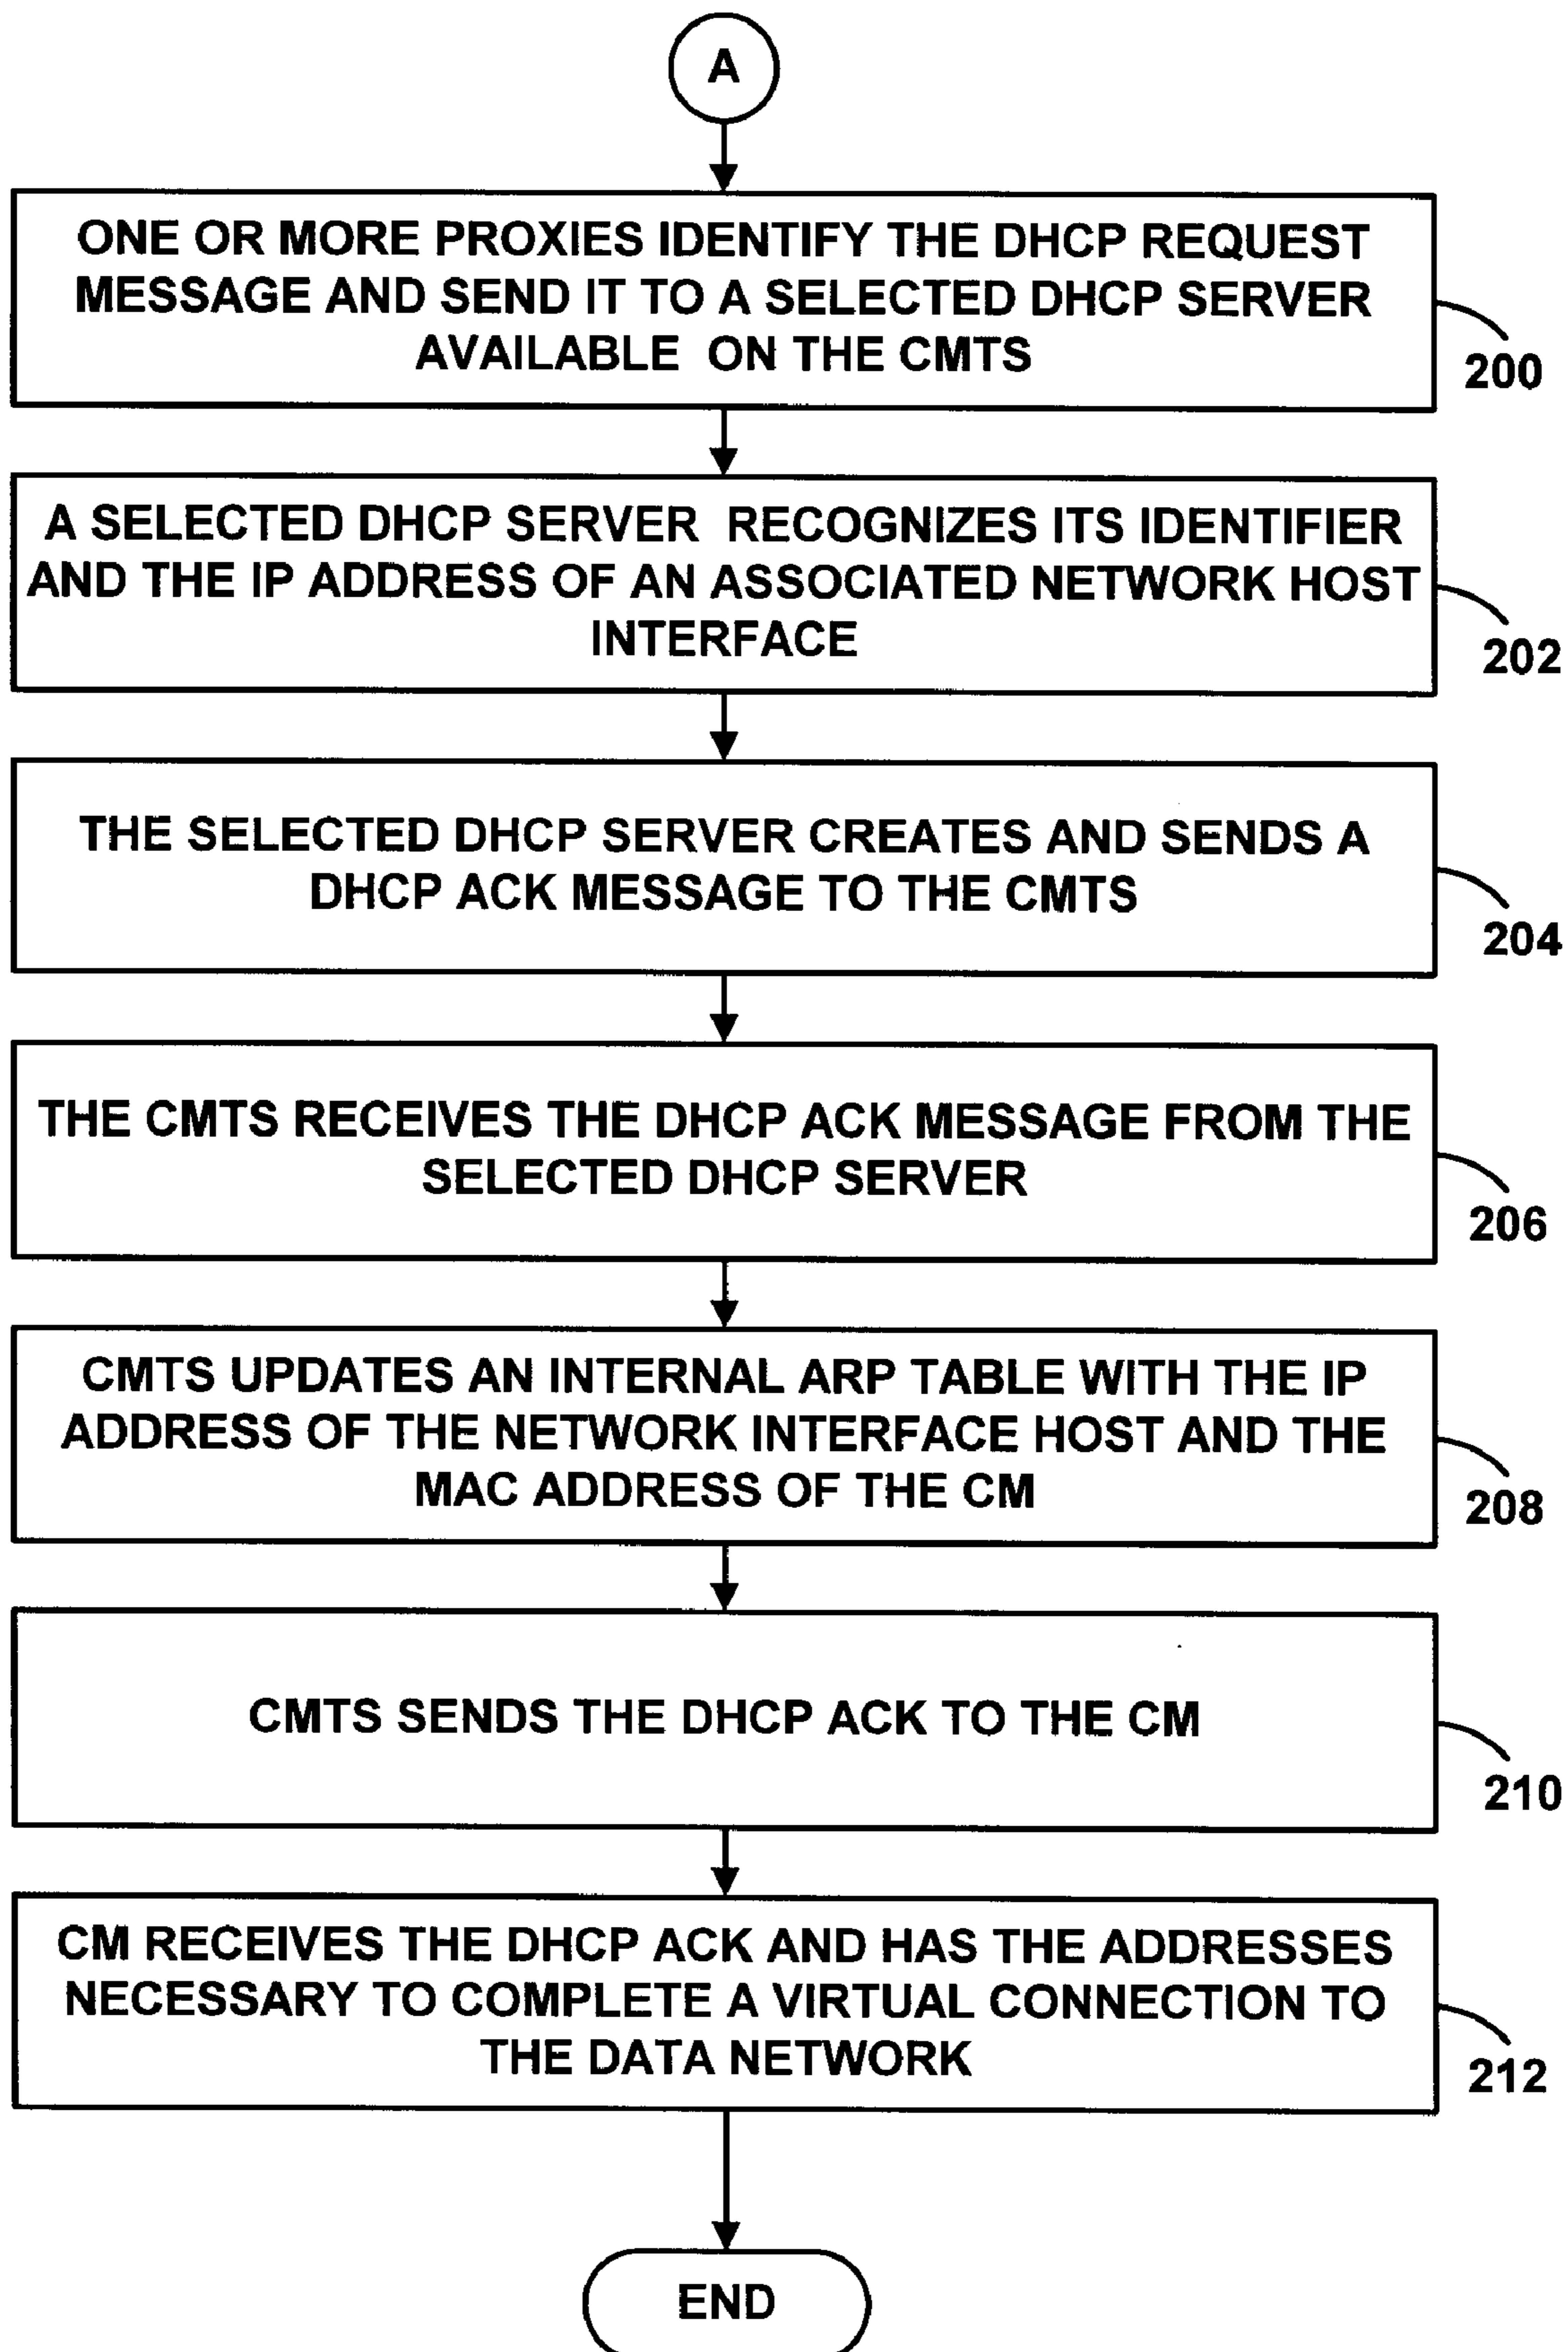 A
ONE OR MORE PROXIES IDENTIFY THE DHCP REQUEST
MESSAGE AND SEND IT TO A SELECTED DHCP SERVER
AVAILABLE ON THE CMTS
200
A SELECTED DHCP SERVER RECOGNIZES ITS IDENTIFIER
AND THE IP ADDRESS OF AN ASSOCIATED NETWORK HOST
INTERFACE
202
THE SELECTED DHCP SERVER CREATES AND SENDS A
DHCP ACK MESSAGE TO THE CMTS
204
THE CMTS RECEIVES THE DHCP ACK MESSAGE FROM THE
SELECTED DHCP SERVER
206
CMTS UPDATES AN INTERNAL ARP TABLE WITH THE IP
ADDRESS OF THE NETWORK INTERFACE HOST AND THE
MAC ADDRESS OF THE CM
208
CMTS SENDS THE DHCP ACK TO THE CM
210
CM RECEIVES THE DHCP ACK AND HAS THE ADDRESSES
NECESSARY TO COMPLETE A VIRTUAL CONNECTION TO
THE DATA NETWORK
212
END